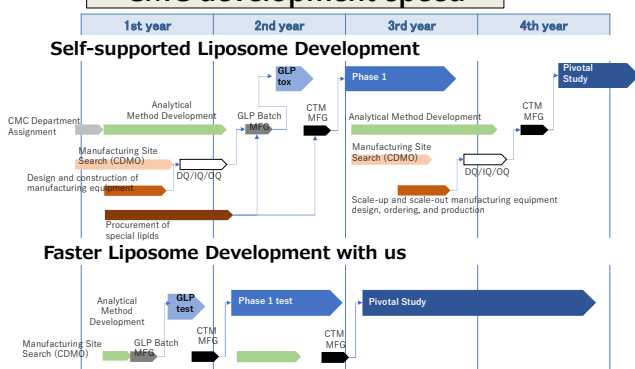 CMC development speed
1st year
2nd year
3rd year
4th year
Self-supported Liposome Development
GLP
tox
Phase 1
Pivotal
Study
Analytical
Method Development
CMC Department
Assignment
GLP Batch
MFG
CTM
MFG
Analytical Method Development
CTM
MFG
Manufacturing Site
Search (CDMO)
DQ/IQ/OQ
Manufacturing Site
Search (CDMO)
DQ/IQ/OQ
Design and construction of
manufacturing equipment
Scale-up and scale-out manufacturing equipment
design, ordering, and production
Procurement of
special lipids
Faster Liposome Development with us
GLP
test
Phase 1 test
Pivotal Study
Analytical
Method
Development
CTM
MFG
CTM
MFG
Manufacturing Site
Search (CDMO)
GLP Batch
MFG